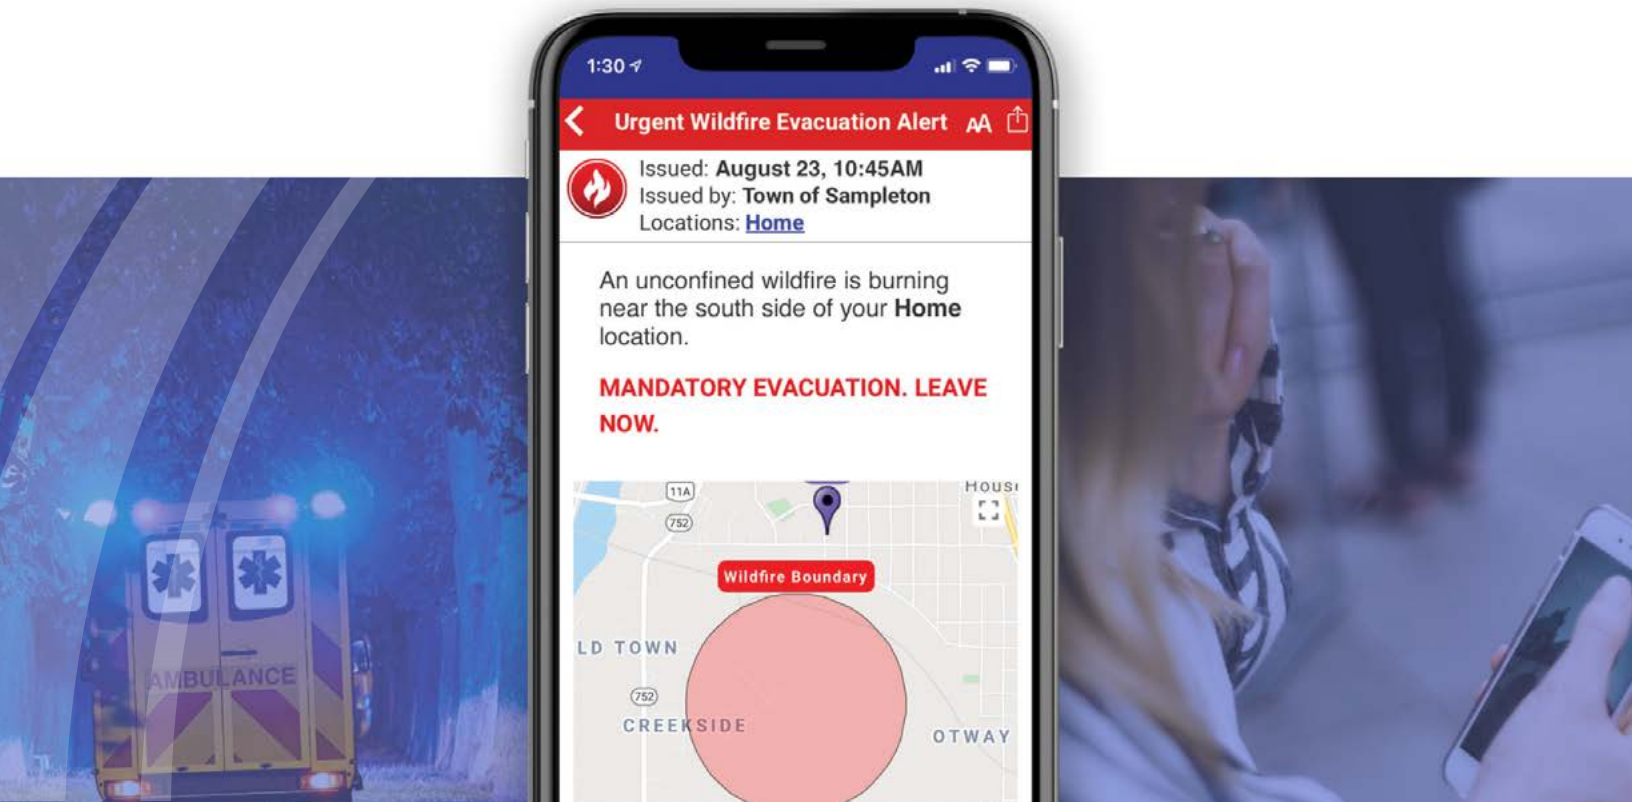 1:30
Urgent Wildfire Evacuation Alert AA
Issued: August 23, 10:45AM
Issued by: Town of Sampleton
Locations: Home
An unconfined wildfire is burning
near the south side of your Home
location.
MANDATORY EVACUATION. LEAVE
NOW.
11A
Housi
752
Wildfire Boundary
LD TOWN
AMBULANCE
752
CREEKSIDE
OTWAY